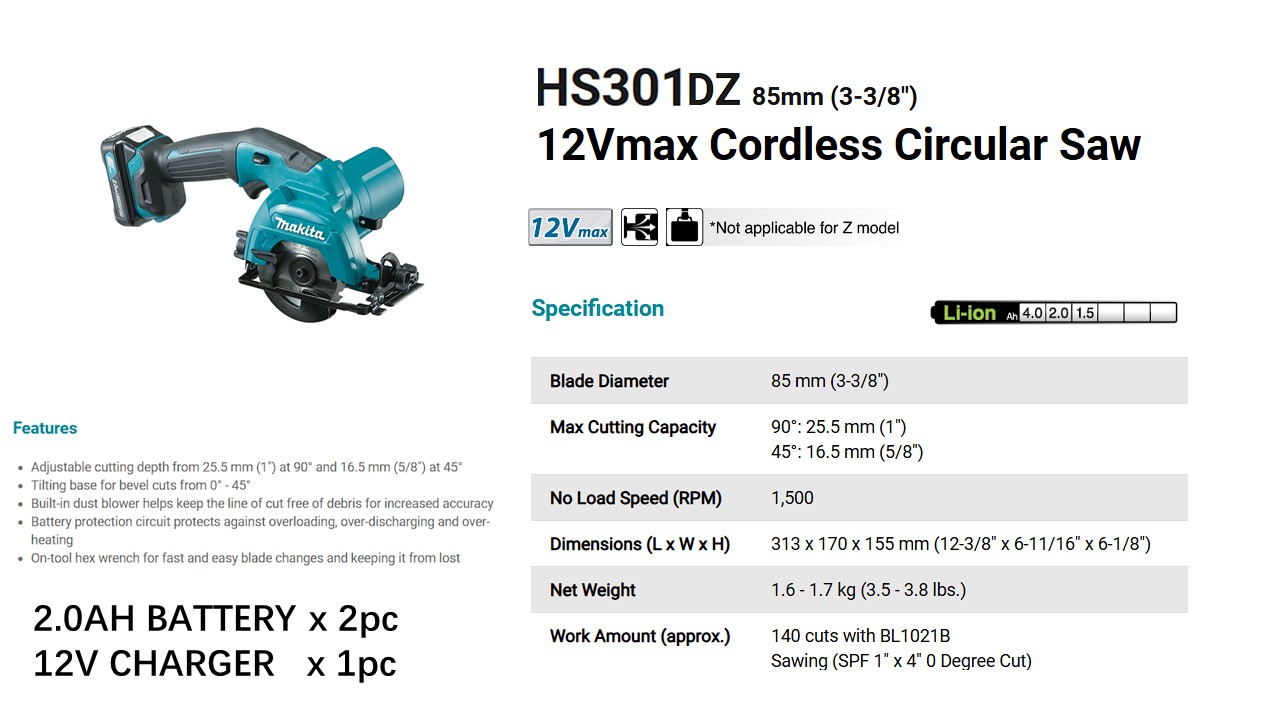 HS301DZ 85mm (3-3/8")
12Vmax Cordless Circular Saw
12Vmax *Not applicable for Z model
makita
Specification
Li-ion Ah 4.0 2.0 1.5
Blade Diameter 85 mm (3-3/8")
Max Cutting Capacity 90°: 25.5 mm (1")
45°: 16.5 mm (5/8")
No Load Speed (RPM) 1,500
Dimensions (L x W x H) 313 x 170 x 155 mm (12-3/8" x 6-11/16" x 6-1/8")
Net Weight 1.6 - 1.7 kg (3.5 - 3.8 lbs.)
Work Amount (approx.) 140 cuts with BL1021B
Sawing (SPF 1" x 4" 0 Degree Cut)
Features
Adjustable cutting depth from 25.5 mm (1") at 90° and 16.5 mm (5/8") at 45°
Tilting base for bevel cuts from 0° - 45°
Built-in dust blower helps keep the line of cut free of debris for increased accuracy
Battery protection circuit protects against overloading, over-discharging and over-
heating
On-tool hex wrench for fast and easy blade changes and keeping it from lost
2.0AH BATTERY x 2pc
12V CHARGER x 1pc